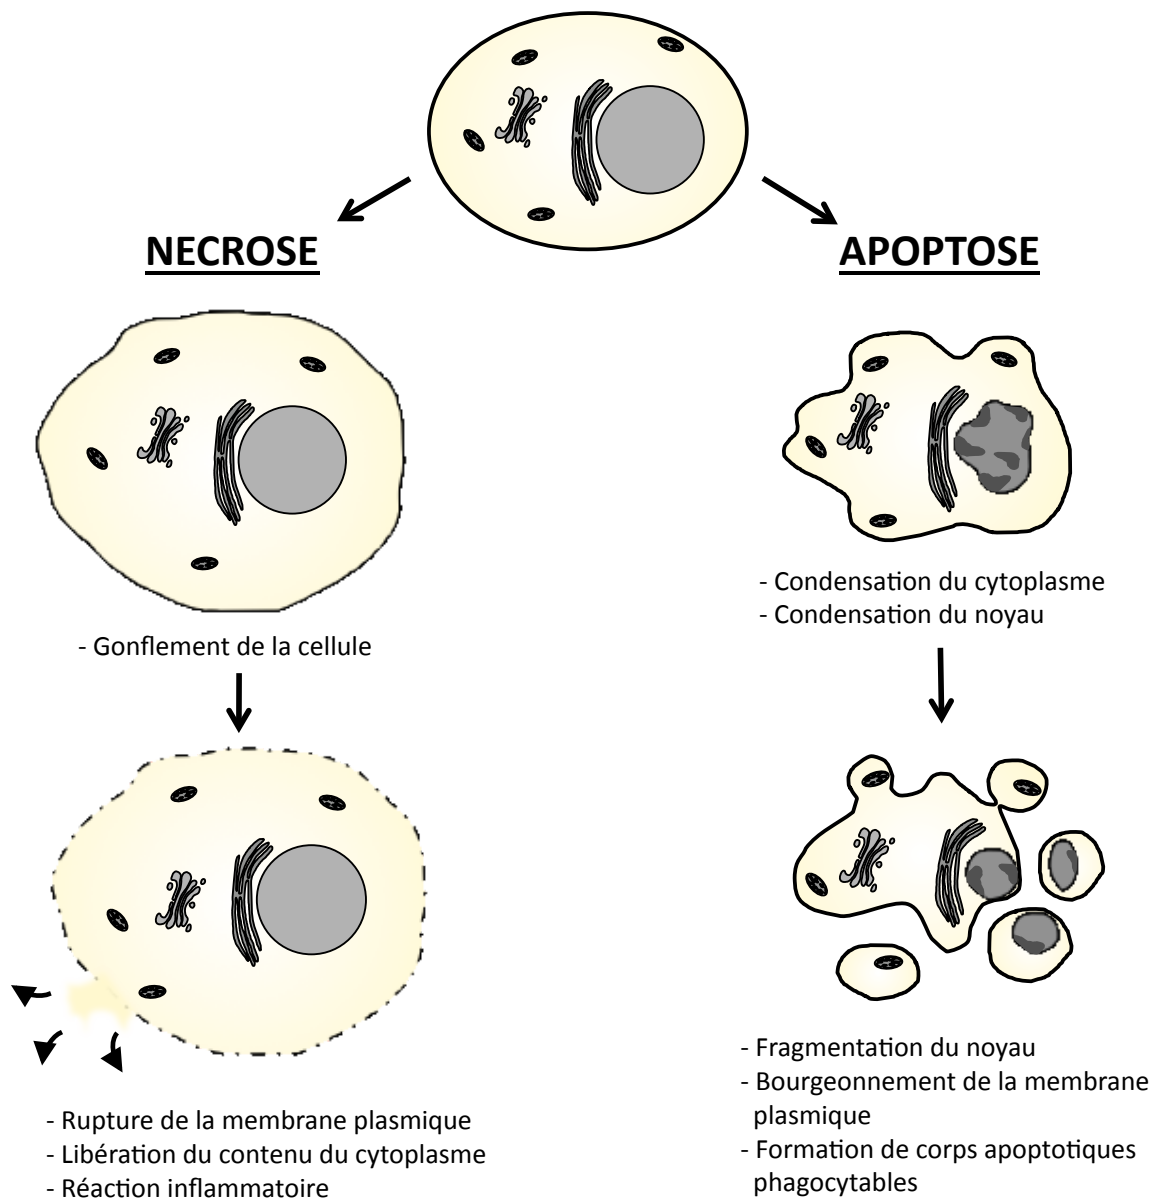 NECROSE
APOPTOSE
- Gonflement de la cellule
- Condensation du cytoplasme
- Condensation du noyau
- Rupture de la membrane plasmique
- Libération du contenu du cytoplasme
- Réaction inflammatoire
- Fragmentation du noyau
- Bourgeonnement de la membrane
plasmique
- Formation de corps apoptotiques
phagocytables